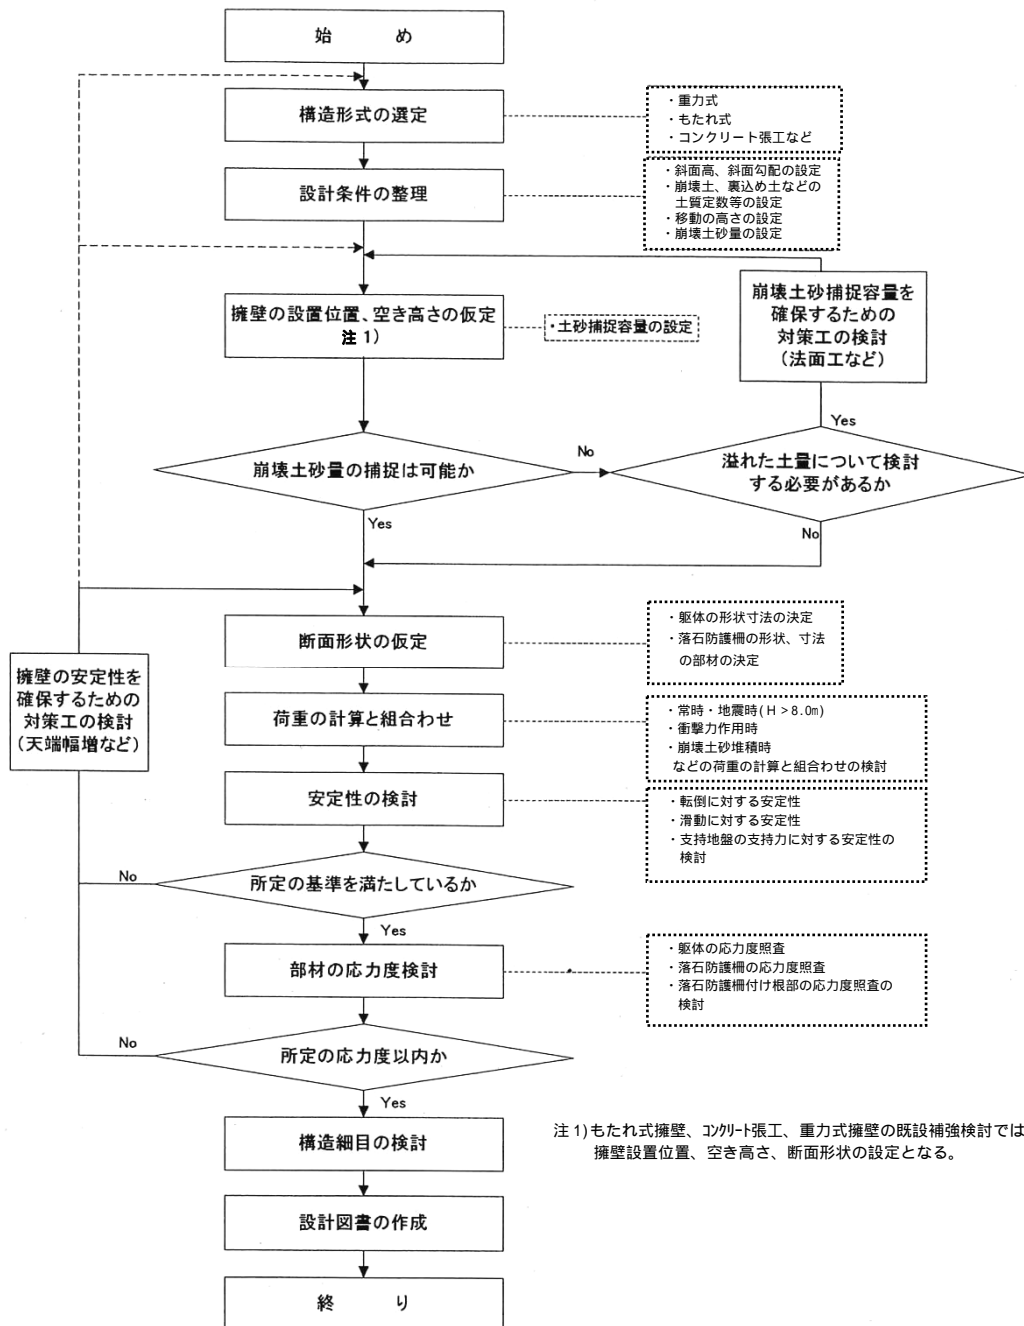 始　め
構造形式の選定
・重力式
・もたれ式
・コンクリート張工など
設計条件の整理
・斜面高、斜面勾配の設定
・崩壊土、裏込め土などの
土質定数等の設定
・移動の高さの設定
・崩壊土砂量の設定
擁壁の設置位置、空き高さの仮定
注1)
・土砂捕捉容量の設定
崩壊土砂捕捉容量を
確保するための
対策工の検討
(法面工など)
Yes
崩壊土砂量の捕捉は可能か
No
溢れた土量について検討
する必要があるか
Yes
No
断面形状の仮定
・躯体の形状寸法の決定
・落石防護柵の形状、寸法
の部材の決定
擁壁の安定性を
確保するための
対策工の検討
(天端幅増など)
荷重の計算と組合わせ
・常時・地震時(H>8.0m)
・衝撃力作用時
・崩壊土砂堆積時
などの荷重の計算と組合わせの検討
安定性の検討
・転倒に対する安定性
・滑動に対する安定性
・支持地盤の支持力に対する安定性の
検討
No
所定の基準を満たしているか
Yes
部材の応力度検討
・躯体の応力度照査
・落石防護柵の応力度照査
・落石防護柵付け根部の応力度照査の
検討
No
所定の応力度以内か
Yes
構造細目の検討
注1)もたれ式擁壁、コンクリート張工、重力式擁壁の既設補強検討では
擁壁設置位置、空き高さ、断面形状の設定となる。
設計図書の作成
終　り